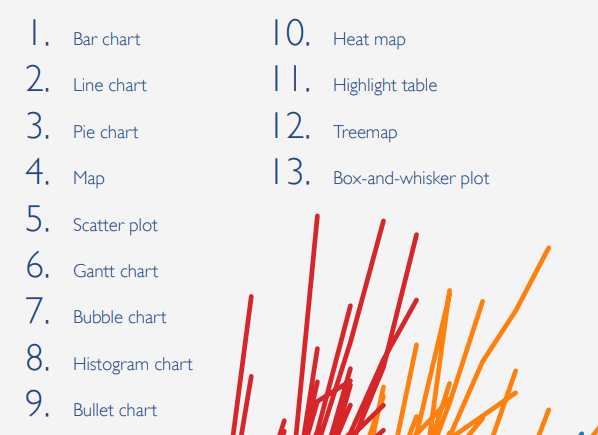 1. Bar chart
2. Line chart
3. Pie chart
4. Map
5. Scatter plot
6. Gantt chart
7. Bubble chart
8. Histogram chart
9. Bullet chart
10. Heat map
11. Highlight table
12. Treemap
13. Box-and-whisker plot